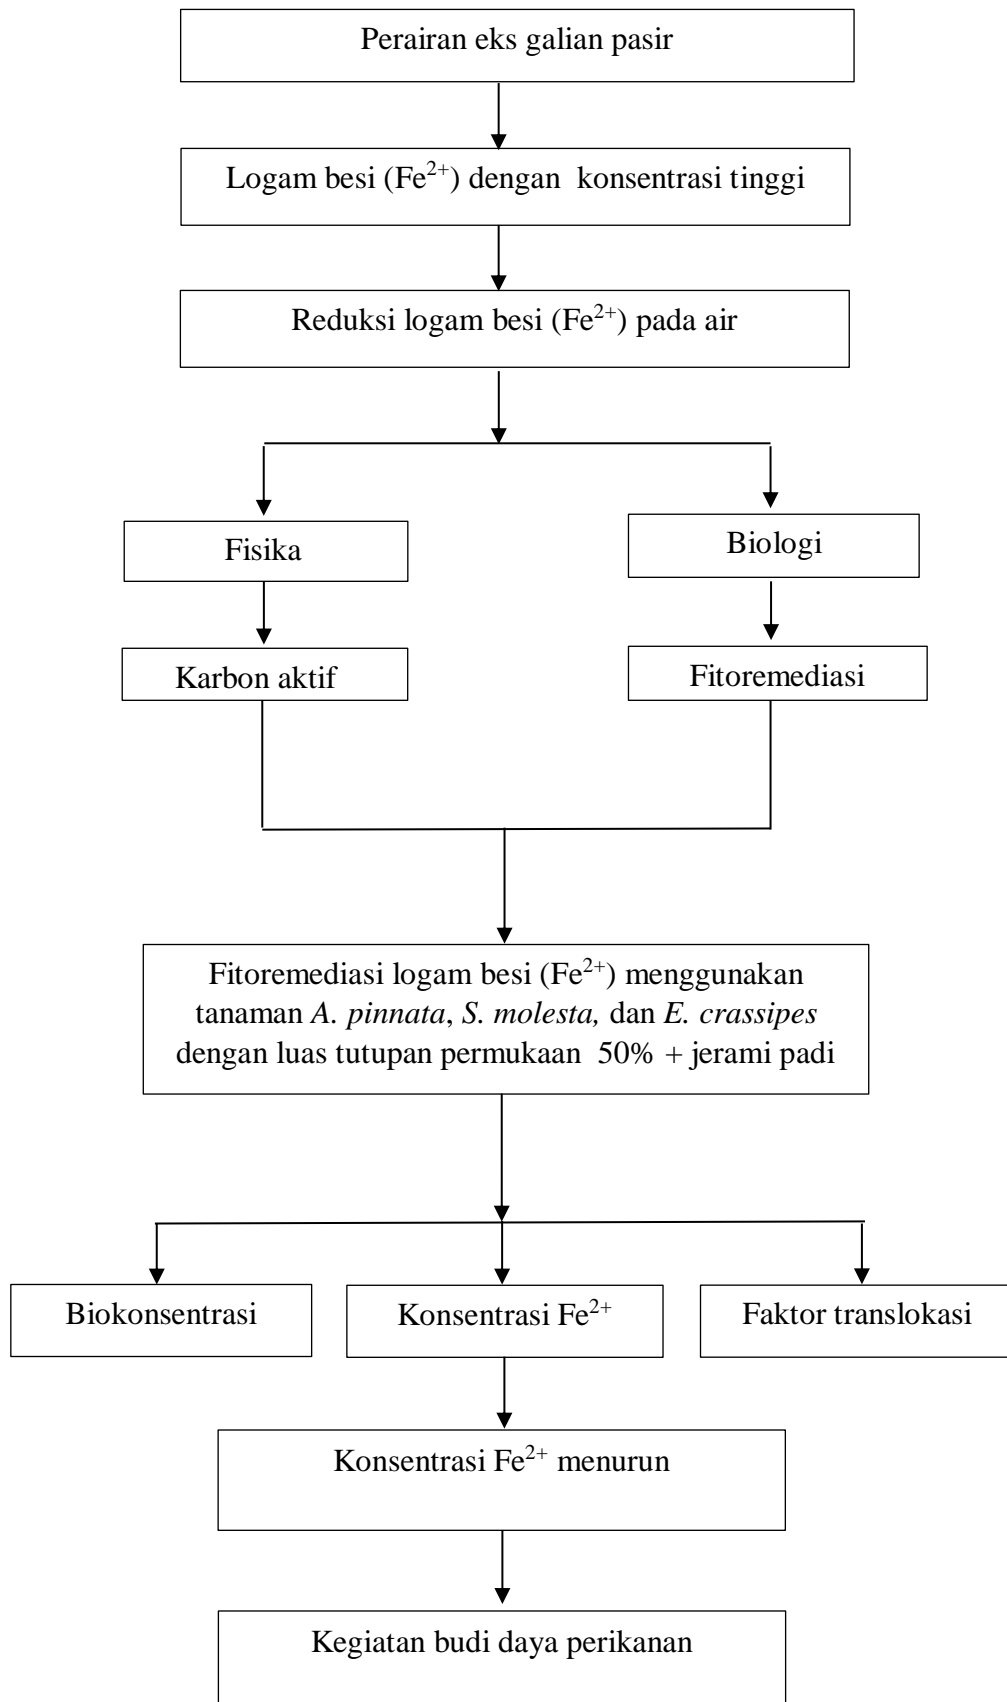 Perairan eks galian pasir
Logam besi (Fe²⁺) dengan  konsentrasi tinggi
Reduksi logam besi (Fe²⁺) pada air
Fisika
Biologi
Karbon aktif
Fitoremediasi
Fitoremediasi logam besi (Fe²⁺) menggunakan
tanaman A. pinnata, S. molesta, dan E. crassipes
dengan luas tutupan permukaan  50% + jerami padi
Biokonsentrasi
Konsentrasi Fe²⁺
Faktor translokasi
Konsentrasi Fe²⁺ menurun
Kegiatan budi daya perikanan